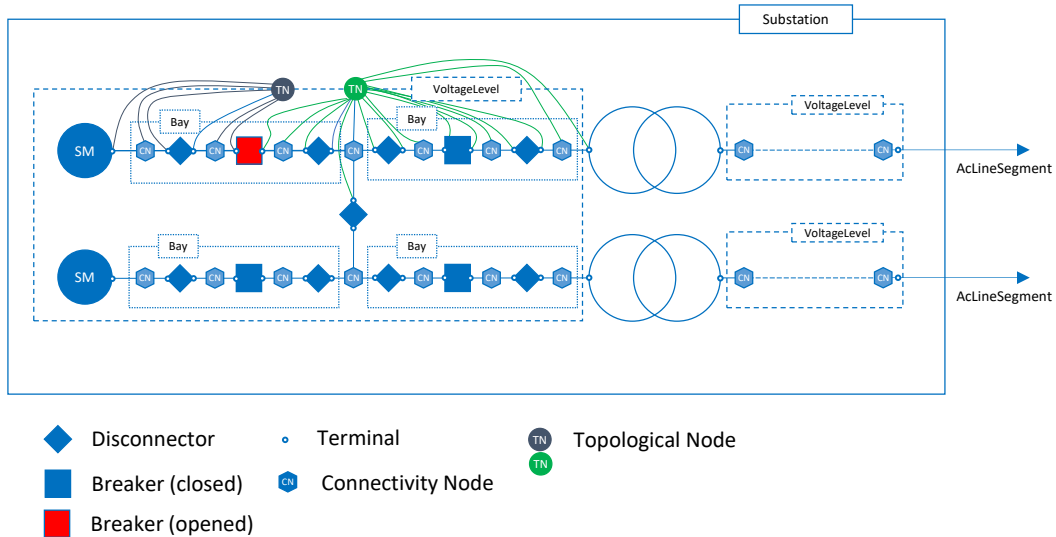 Substation
TN TN VoltageLevel
VoltageLevel
Bay Bay
SM CN CN CN CN CN CN CN CN CN
AcLineSegment
VoltageLevel
Bay Bay
SM CN CN CN CN CN CN CN CN CN
AcLineSegment
Disconnector Terminal TN Topological Node
TN
Breaker (closed) CN Connectivity Node
Breaker (opened)